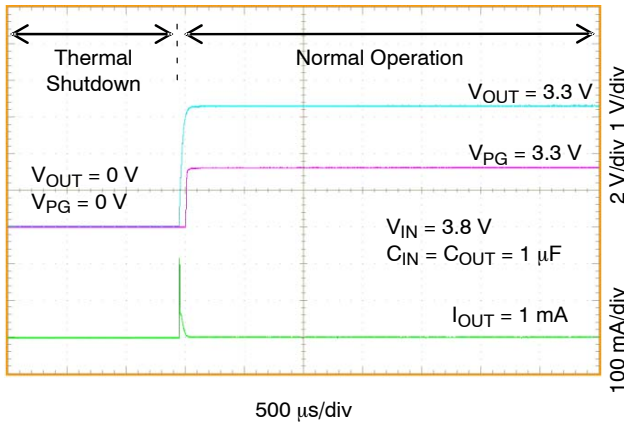 Thermal
Shutdown
Normal Operation
VOUT = 3.3 V
VOUT = 0 V
VPG = 0 V
VPG = 3.3 V
VIN = 3.8 V
CIN = COUT = 1 μF
IOUT = 1 mA
2 V/div 1 V/div
100 mA/div
500 μs/div